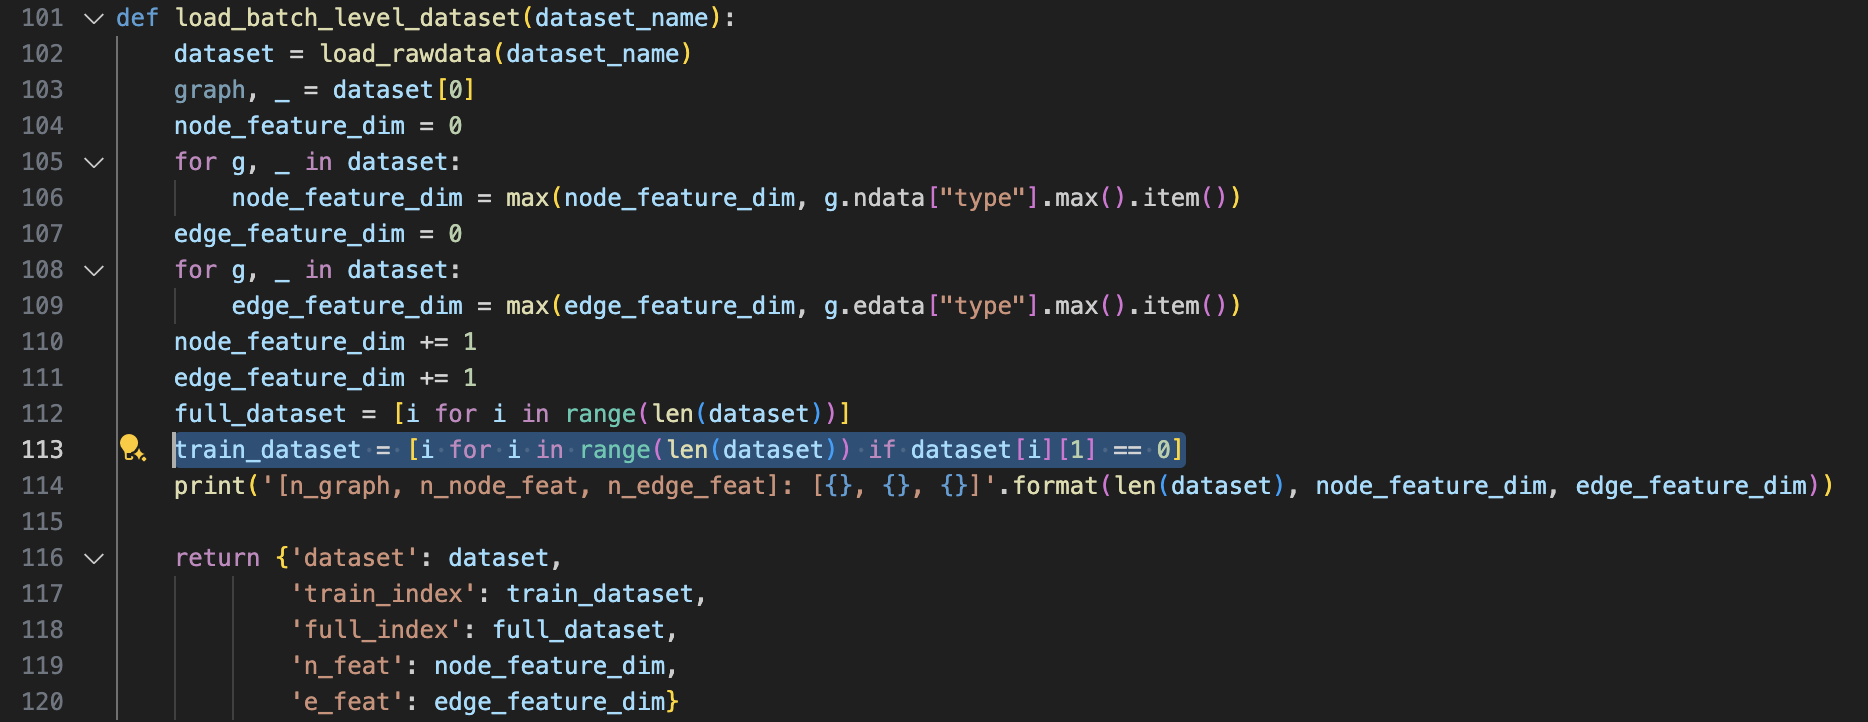 101 def load_batch_level_dataset(dataset_name):
102 dataset = load_rawdata(dataset_name)
103 graph, _ = dataset[0]
104 node_feature_dim = 0
105 for g, _ in dataset:
106 node_feature_dim = max(node_feature_dim, g.ndata["type"].max().item())
107 edge_feature_dim = 0
108 for g, _ in dataset:
109 edge_feature_dim = max(edge_feature_dim, g.edata["type"].max().item())
110 node_feature_dim += 1
111 edge_feature_dim += 1
112 full_dataset = [i for i in range(len(dataset))]
113 train_dataset = [i for i in range(len(dataset)) if dataset[i][1] == 0]
114 print('[n_graph, n_node_feat, n_edge_feat]: [{}, {}, {}]'.format(len(dataset), node_feature_dim, edge_feature_dim))
115
116 return {'dataset': dataset,
117 'train_index': train_dataset,
118 'full_index': full_dataset,
119 'n_feat': node_feature_dim,
120 'e_feat': edge_feature_dim}